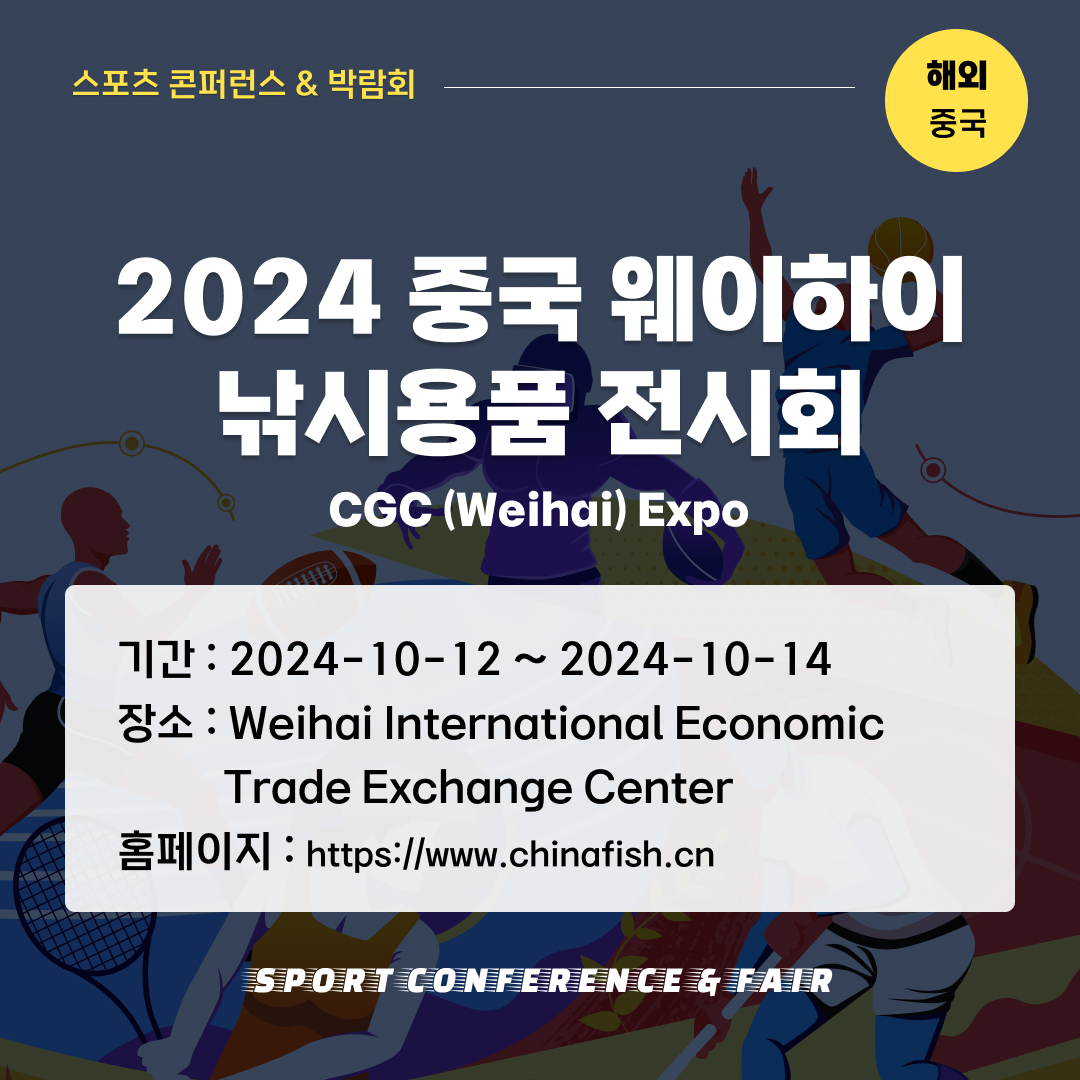 스포츠 콘퍼런스 & 박람회
해외
중국
2024 중국 웨이하이
낚시용품 전시회
CGC (Weihai) Expo
기간 : 2024-10-12 ~ 2024-10-14
장소 : Weihai International Economic
Trade Exchange Center
홈페이지 : https://www.chinafish.cn
SPORT CONFERENCE & FAIR